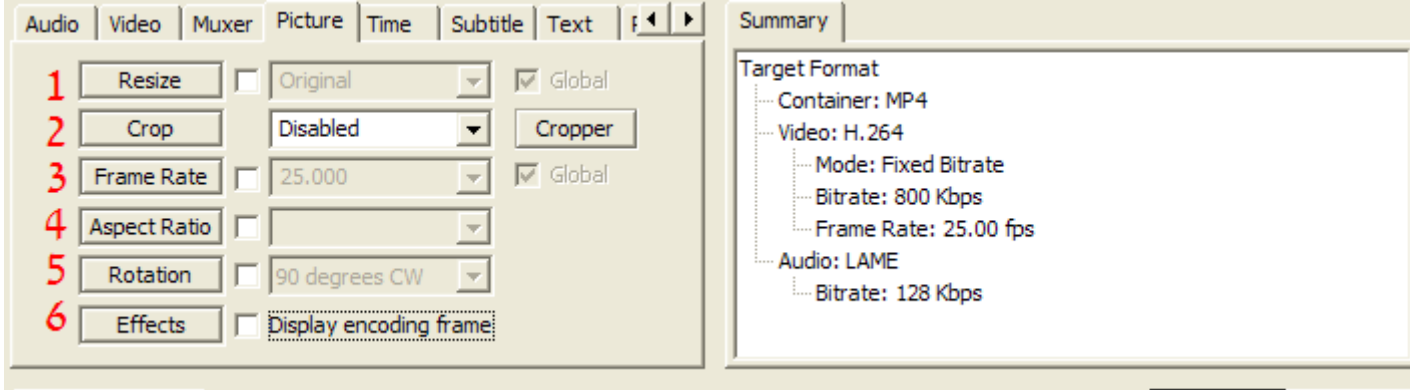 Audio Video Muxer Picture Time Subtitle Text
1 Resize Original Global
2 Crop Disabled Cropper
3 Frame Rate 25.000 Global
4 Aspect Ratio
5 Rotation 90 degrees CW
6 Effects Display encoding frame
Summary
Target Format
Container: MP4
Video: H.264
Mode: Fixed Bitrate
Bitrate: 800 Kbps
Frame Rate: 25.00 fps
Audio: LAME
Bitrate: 128 Kbps